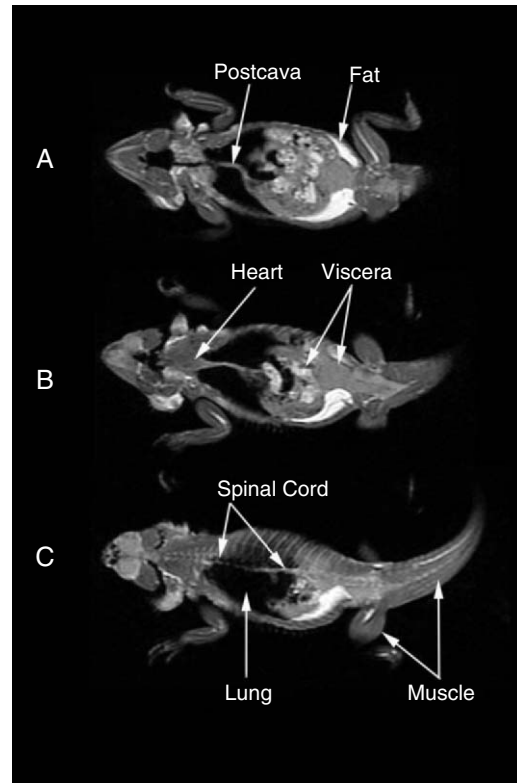 Postcava Fat
A
Heart Viscera
B
Spinal Cord
C
Lung Muscle